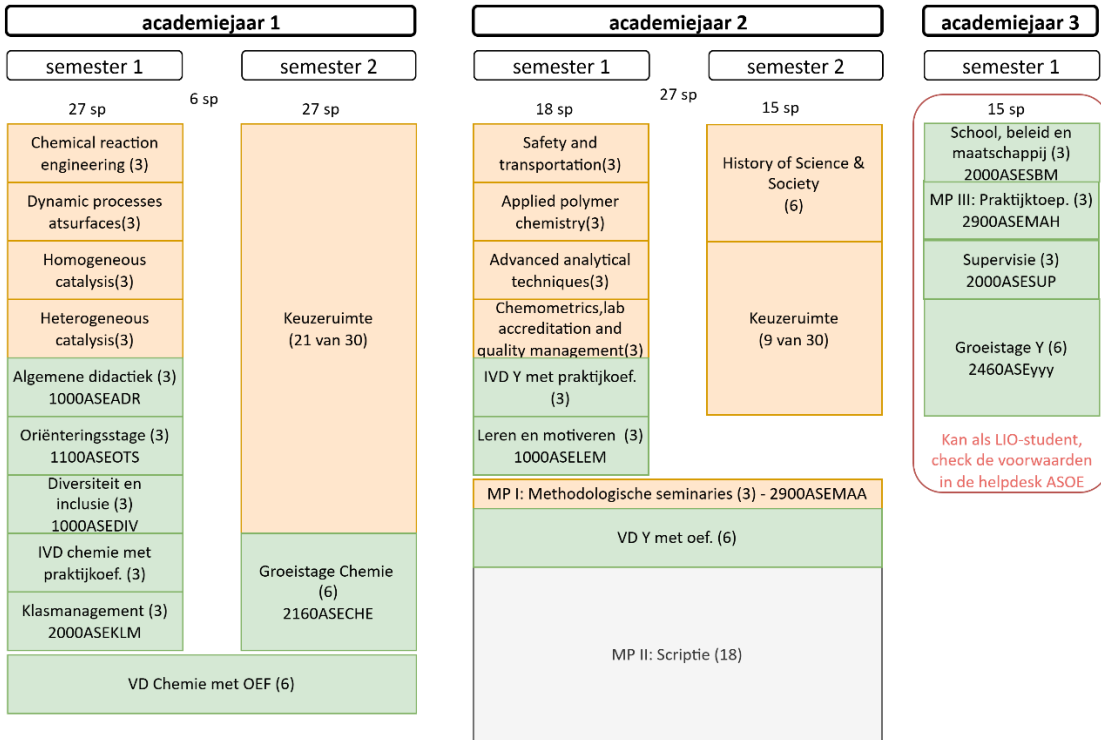 academiejaar 1
semester 1
semester 2
27 sp
6 sp
27 sp
Chemical reaction
engineering (3)
Dynamic processes
atsurfaces(3)
Homogeneous
catalysis(3)
Heterogeneous
catalysis(3)
Algemene didactiek (3)
1000ASEADR
Oriënteringsstage (3)
1100ASEOTS
Diversiteit en
inclusie (3)
1000ASEDIV
IVD chemie met
praktijkoef. (3)
Klasmanagement (3)
2000ASEKLM
Keuzeruimte
(21 van 30)
Groeistage Chemie
(6)
2160ASECHE
VD Chemie met OEF (6)
academiejaar 2
semester 1
semester 2
18 sp
27 sp
15 sp
Safety and
transportation(3)
Applied polymer
chemistry(3)
Advanced analytical
techniques(3)
Chemometrics,lab
accreditation and
quality management(3)
IVD Y met praktijkoef.
(3)
Leren en motiveren (3)
1000ASELEM
History of Science &
Society
(6)
Keuzeruimte
(9 van 30)
MP I: Methodologische seminaries (3) - 2900ASEMAA
VD Y met oef. (6)
MP II: Scriptie (18)
academiejaar 3
semester 1
15 sp
School, beleid en
maatschappij (3)
2000ASESBM
MP III: Praktijktoep. (3)
2900ASEMAH
Supervisie (3)
2000ASESUP
Groeistage Y (6)
2460ASEyyy
Kan als LIO-student,
check de voorwaarden
in de helpdesk ASOE